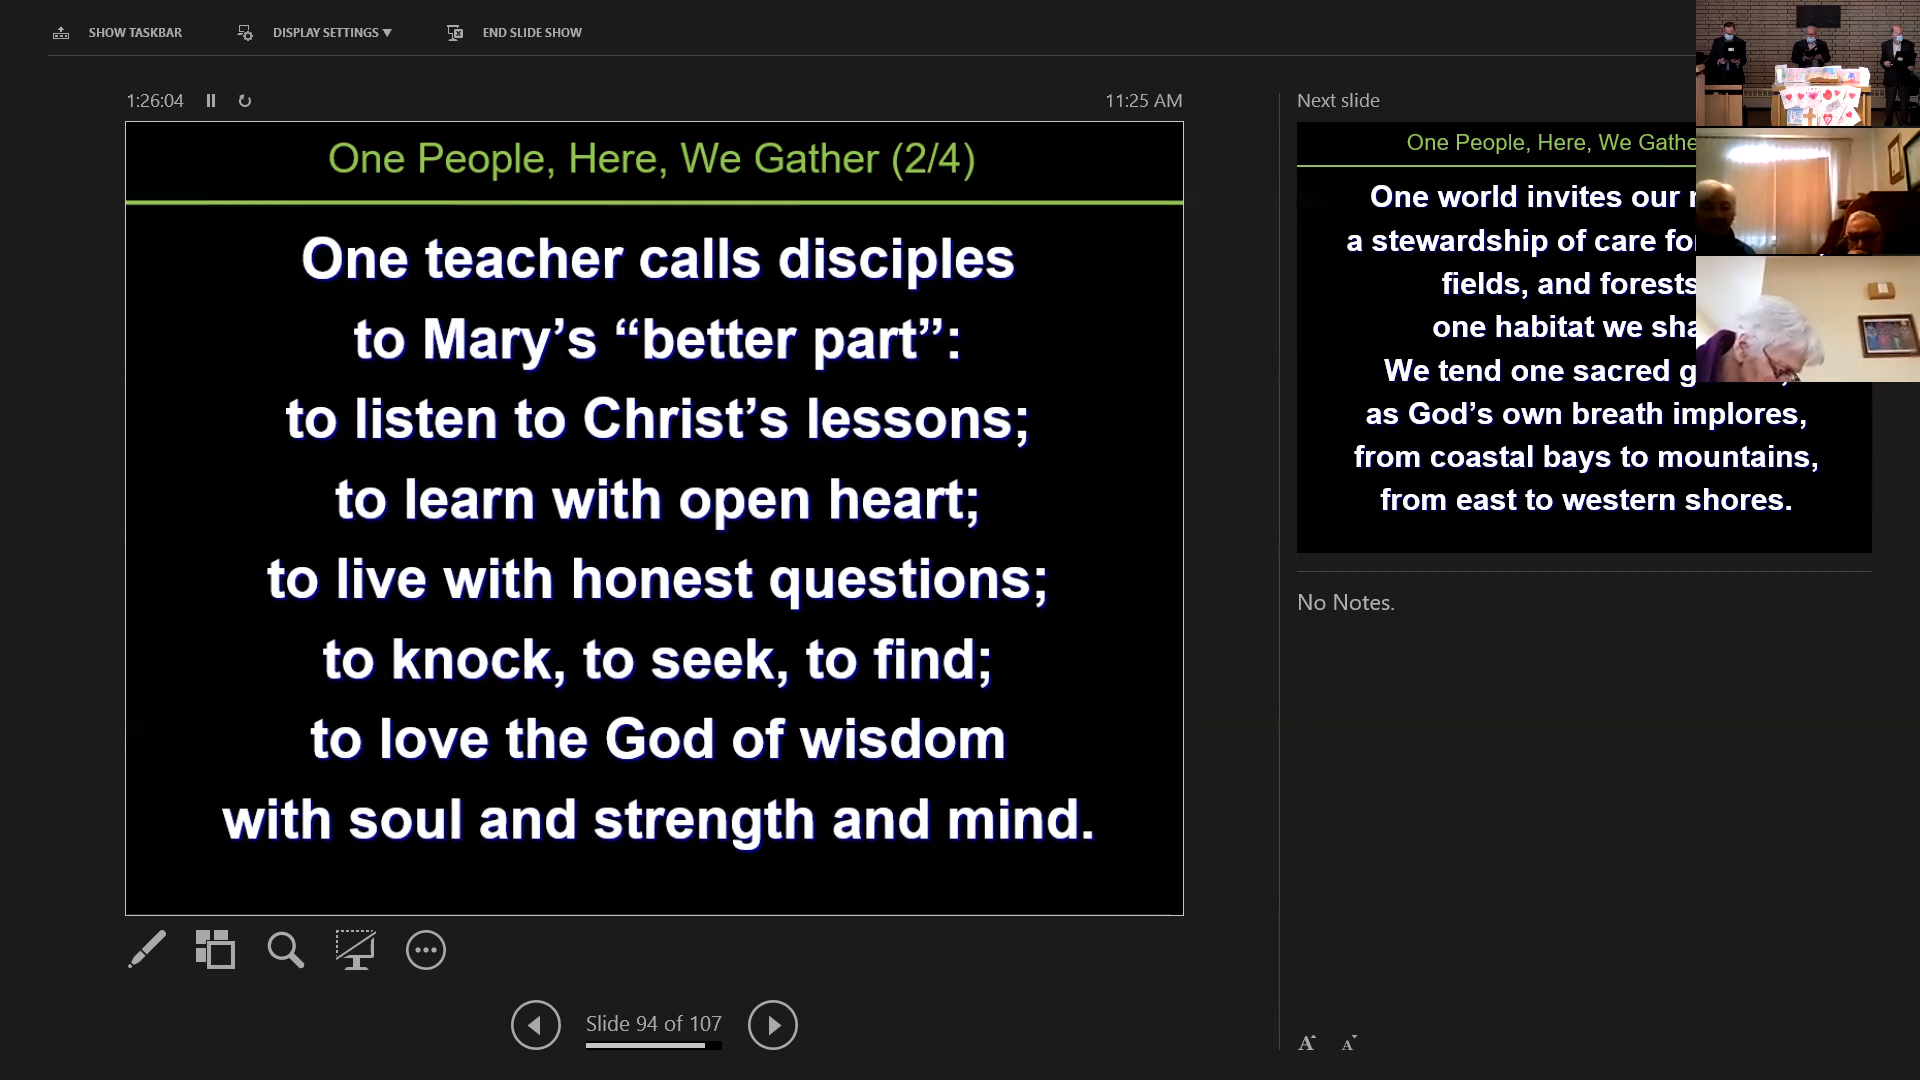 SHOW TASKBAR
DISPLAY SETTINGS ▼
END SLIDE SHOW
1:26:04
11:25 AM
One People, Here, We Gather (2/4)
One teacher calls disciples
to Mary’s “better part”:
to listen to Christ’s lessons;
to learn with open heart;
to live with honest questions;
to knock, to seek, to find;
to love the God of wisdom
with soul and strength and mind.
Slide 94 of 107
Next slide
One People, Here, We
One world invites our
a stewardship of care
fields, and forests
one habitat we
We tend one sacred
as God’s own breath implores,
from coastal bays to mountains,
from east to western shores.
No Notes.